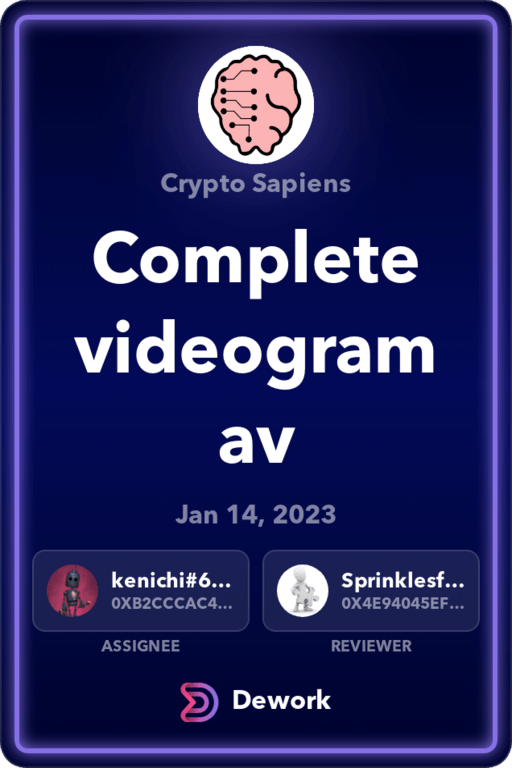 Crypto Sapiens
Complete
videogram
av
Jan 14, 2023
kenichi#6...
0XB2CCCAC4...
ASSIGNEE
Sprinklesf...
0X4E94045EF...
REVIEWER
Dework